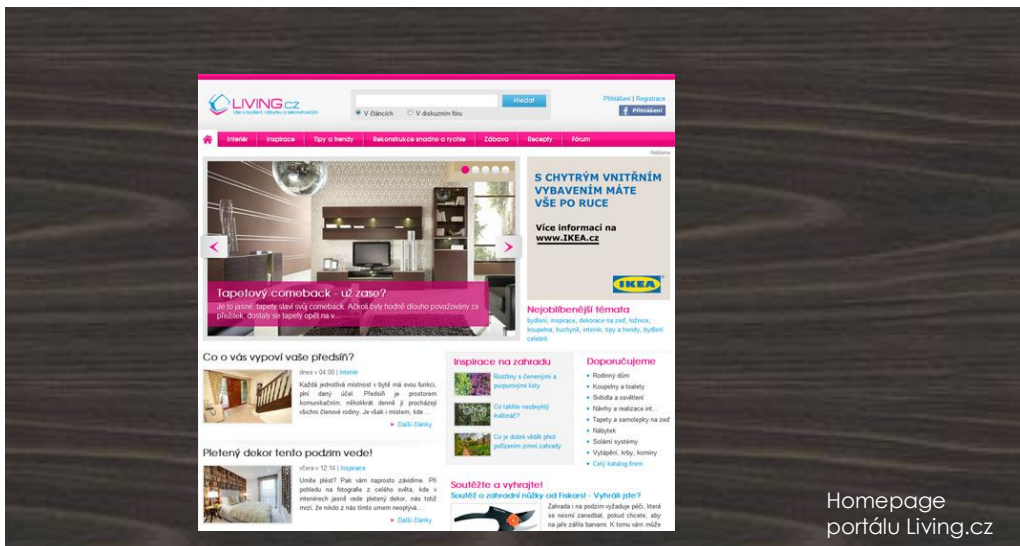 LIVING.cz
Vše o bydlení, nábytku a rekonstrukcích
Hledat
V článcích
V diskuzním fóru
Přihlášení | Registrace
Přihlášení
Interiér
Inspirace
Tipy a trendy
Rekonstrukce snadno a rychle
Zábava
Recepty
Fórum
Reklama
Tapetový comeback - už zase?
Je to jasné, tapety slaví svůj comeback. Ačkoli byly hodně dlouho považovány za
přežitek, dostaly se tapety opět na v...
S CHYTRÝM VNITŘNÍM
VYBAVENÍM MÁTE
VŠE PO RUCE
Více informací na
www.IKEA.cz
IKEA
Nejoblíbenější témata
bydlení, inspirace, dekorace na zeď, ložnice,
koupelna, kuchyně, interiér, tipy a trendy, bydlení
celebrit
Co o vás vypoví vaše předsíň?
dnes v 04:00 | Interiér
Každá jednotlivá místnost v bytě má svou funkci,
plní daný účel. Předsíň je prostorem
komunikačním, několikrát denně jí procházejí
všichni členové rodiny. Je však i místem, kde ...
Další články
Pletený dekor tento podzim vede!
včera v 12:14 | Inspirace
Umíte plést? Pak vám naprosto závidíme. Při
pohledu na fotografie z celého světa, kde v
interiérech jasně vede pletený dekor, nás totiž
mrzí, že nikdo z nás tímto umem neoplývá...
Další články
Inspirace na zahradu
Rostliny s červenými a
purpurovými listy
Co takhle neobvyklý
květináč?
Co je dobré vědět před
pořízením zimní zahrady
Doporučujeme
Rodinný dům
Koupelny a toalety
Svítidla a osvětlení
Návrhy a realizace int...
Tapety a samolepky na zeď
Nábytek
Solární systémy
Vytápění, krby, komíny
Celý katalog firem
Soutěžte a vyhrajte!
Soutěž o zahradní nůžky od Fiskars! - Vyhráli jste?
Zahrada i na podzim vyžaduje péči, která
se nesmí zanedbat, pokud chcete, aby
na jaře zářila barvami. K tomu vám může
Homepage
portálu Living.cz